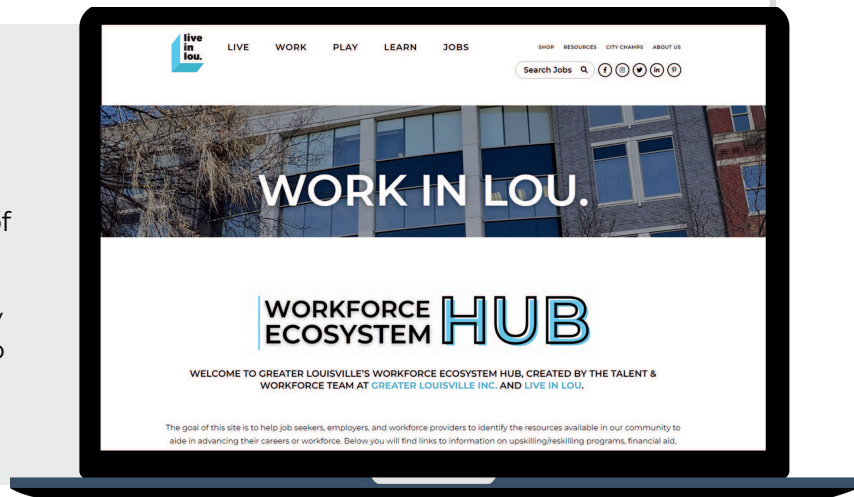 of
live
in
lou.
LIVE WORK PLAY LEARN JOBS
SHOP RESOURCES CITY CHAMPS ABOUT US
Search Jobs
WORK IN LOU.
WORKFORCE
ECOSYSTEM
HUB
WELCOME TO GREATER LOUISVILLE'S WORKFORCE ECOSYSTEM HUB, CREATED BY THE TALENT &
WORKFORCE TEAM AT GREATER LOUISVILLE INC. AND LIVE IN LOU.
The goal of this site is to help job seekers, employers, and workforce providers to identify the resources available in our community to
aide in advancing their careers or workforce. Below you will find links to information on upskilling/reskilling programs, financial aid,